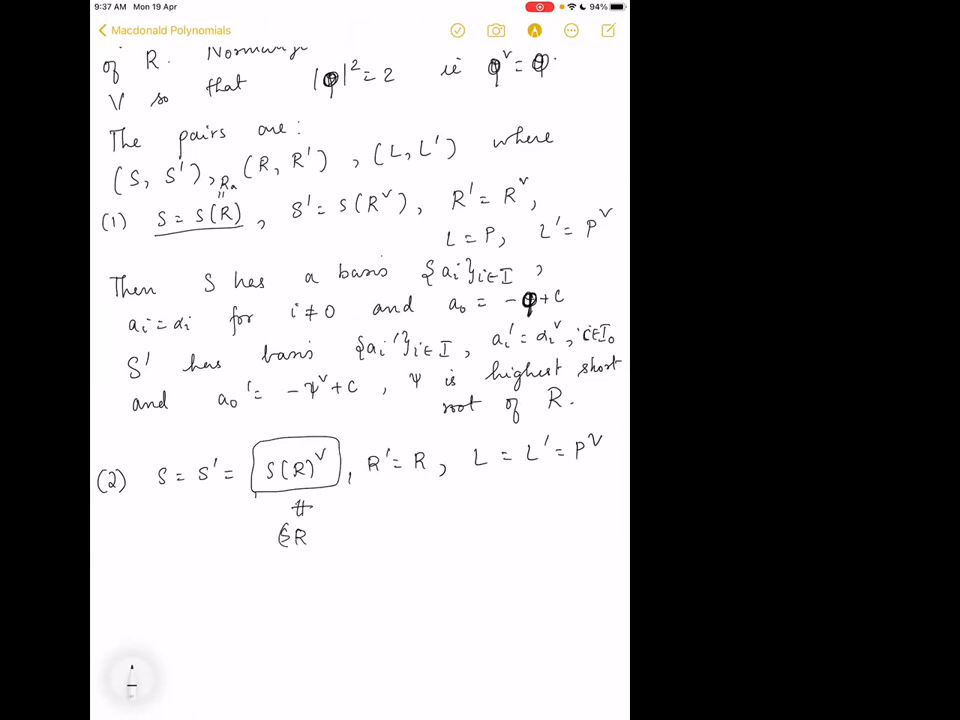 9:37 AM Mon 19 Apr 94%
Macdonald Polynomials
of R. Normalize
V so that |φ|² = 2 ie φ^∨ = φ.
The pairs are:
(S, S'), (R, R'), (L, L') where
R_a
=
(1) S = S(R), S' = S(R^∨), R' = R^∨,
L = P, L' = P^∨
Then S has a basis {a_i}_{i∈I},
a_i = α_i for i ≠ 0 and a_0 = -φ + c
S' has basis {a_i'}_{i∈I}, a_i' = α_i^∨, i∈I_0
and a_0' = -ψ^∨ + c, ψ is highest short
root of R.
(2) S = S' = S(R)^∨, R' = R, L = L' = P^∨